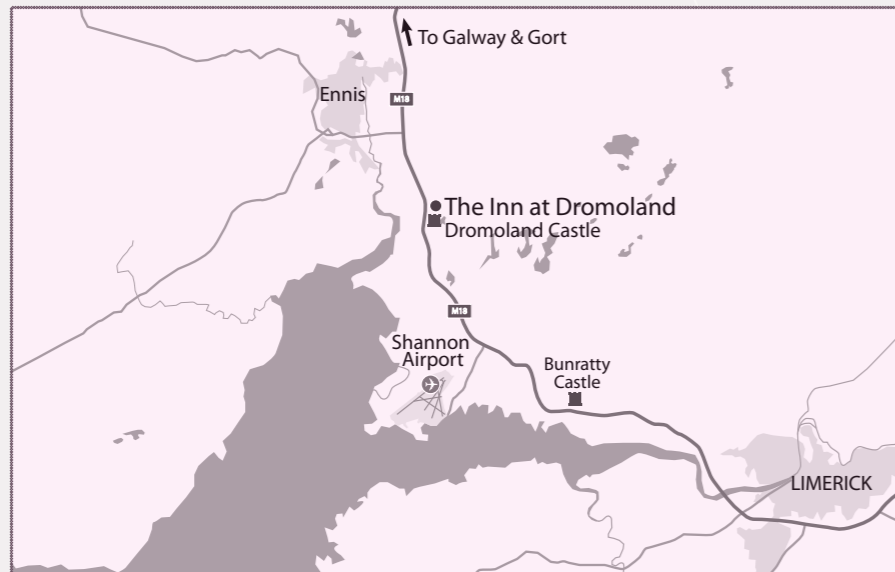 To Galway & Gort
Ennis
M18
The Inn at Dromoland
Dromoland Castle
M18
Shannon
Airport
Bunratty
Castle
LIMERICK